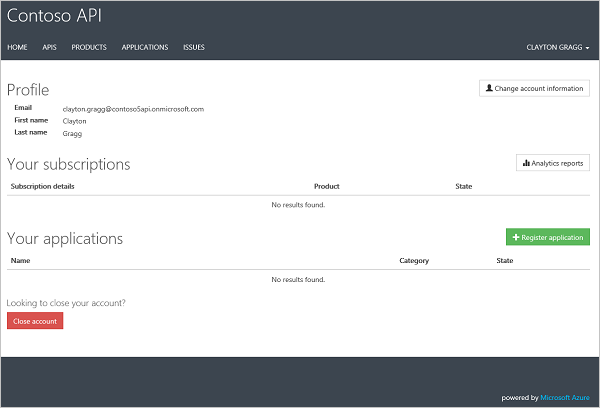 Contoso API
HOME APIS PRODUCTS APPLICATIONS ISSUES CLAYTON GRAGG
Profile
Change account information
Email clayton.gragg@contoso5api.onmicrosoft.com
First name Clayton
Last name Gragg
Your subscriptions
Analytics reports
Subscription details Product State
No results found.
Your applications
Register application
Name Category State
No results found.
Looking to close your account?
Close account
powered by Microsoft Azure